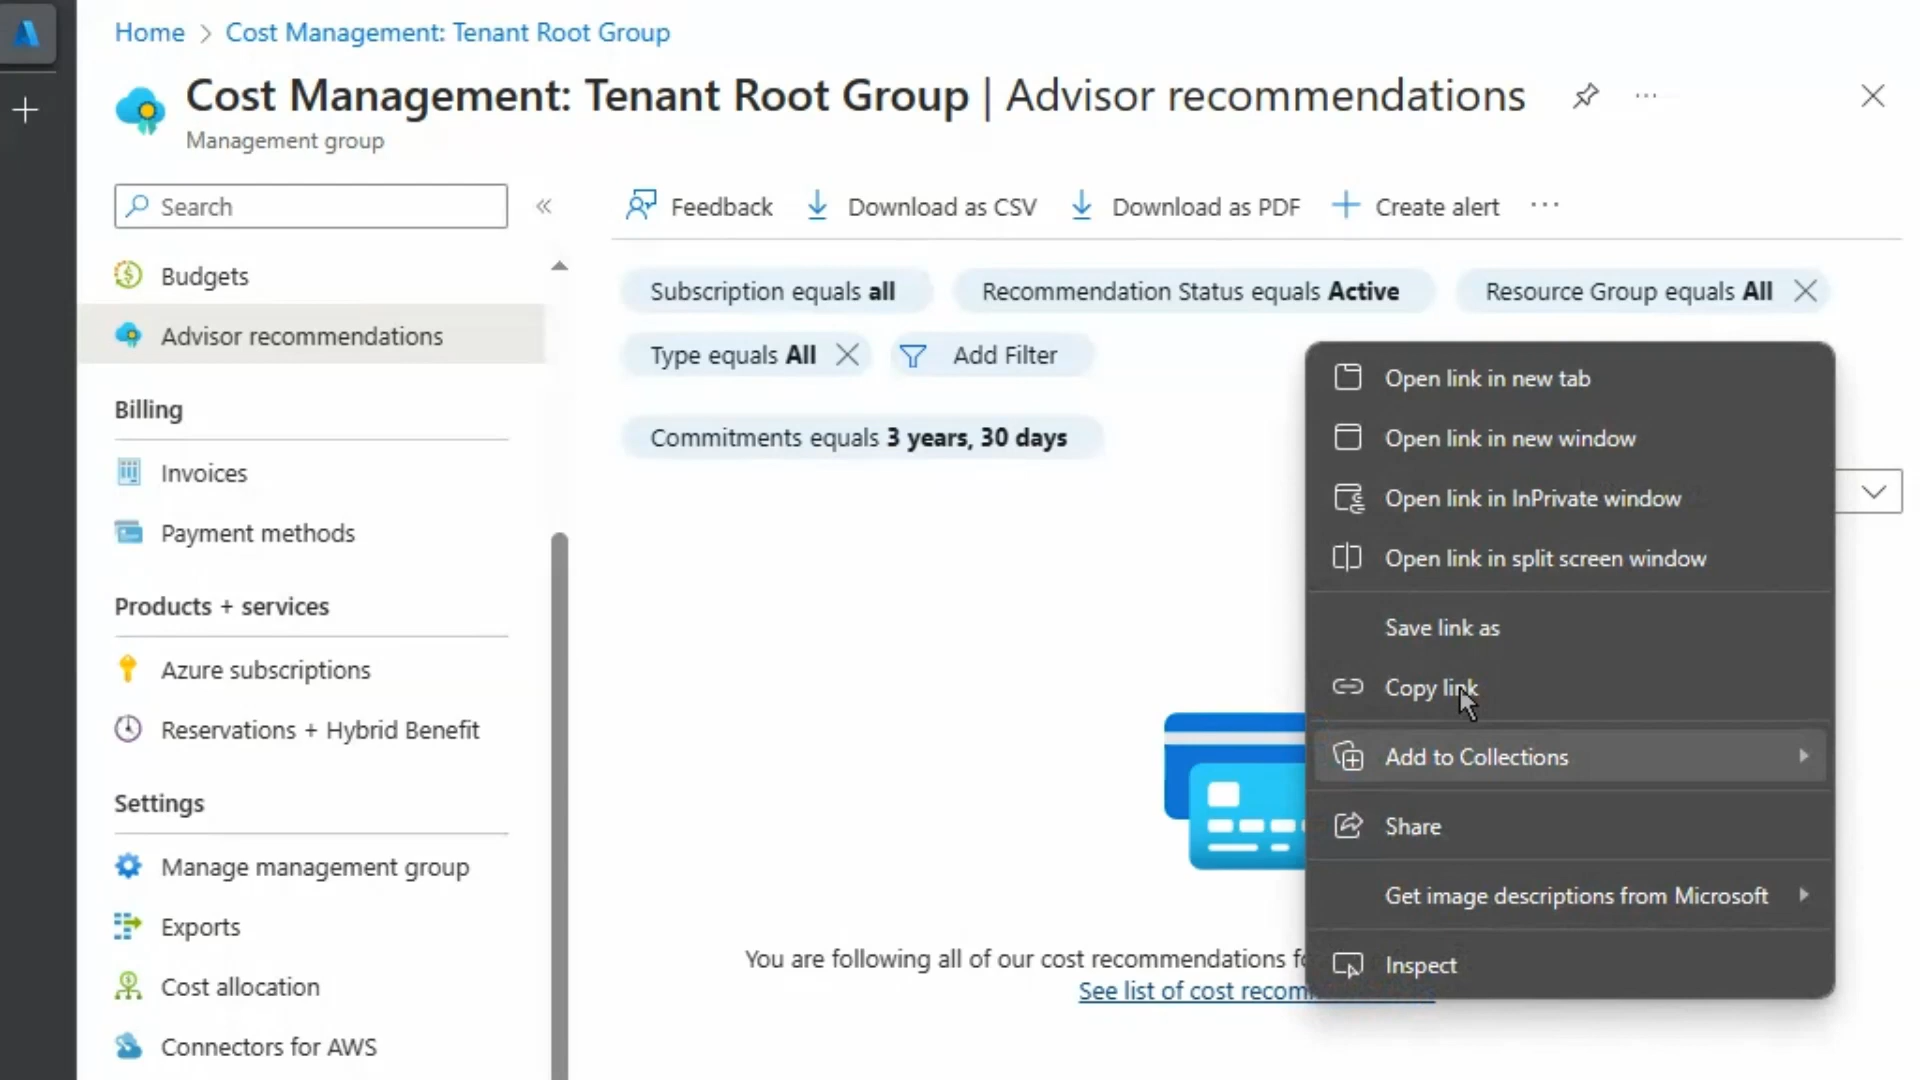 Home > Cost Management: Tenant Root Group
Cost Management: Tenant Root Group | Advisor recommendations
Management group
Search
Budgets
Advisor recommendations
Billing
Invoices
Payment methods
Products + services
Azure subscriptions
Reservations + Hybrid Benefit
Settings
Manage management group
Exports
Cost allocation
Connectors for AWS
Feedback
Download as CSV
Download as PDF
Create alert
Subscription equals all
Recommendation Status equals Active
Resource Group equals All
Type equals All
Add Filter
Commitments equals 3 years, 30 days
You are following all of our cost recommendations
See list of cost
Open link in new tab
Open link in new window
Open link in InPrivate window
Open link in split screen window
Save link as
Copy link
Add to Collections
Share
Get image descriptions from Microsoft
Inspect